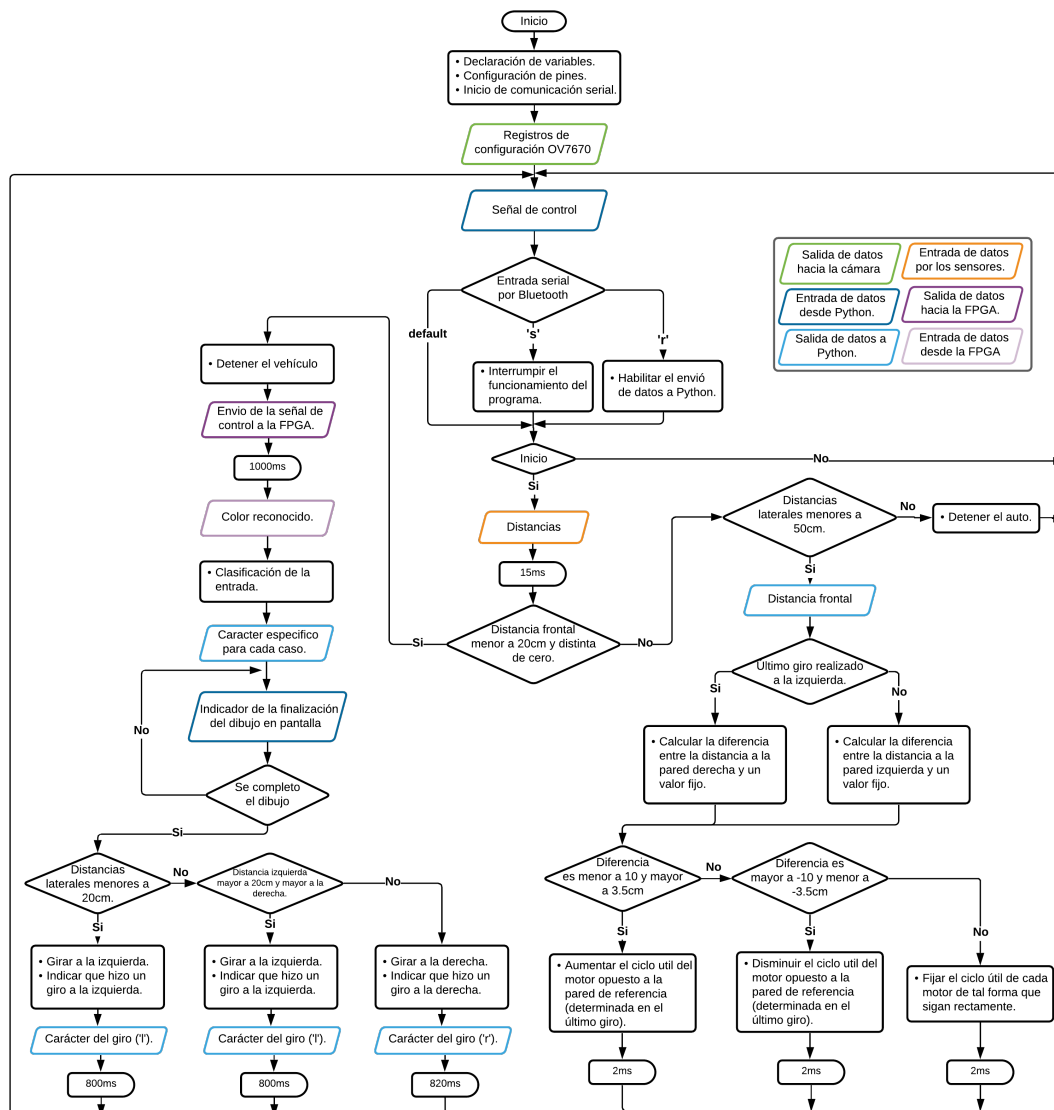 Inicio
• Declaración de variables.
• Configuración de pines.
• Inicio de comunicación serial.
Registros de
configuración OV7670
Señal de control
Salida de datos
hacia la cámara
Entrada de datos
por los sensores.
Entrada de datos
desde Python.
Salida de datos
hacia la FPGA.
Salida de datos a
Python.
Entrada de datos
desde la FPGA
Entrada serial
por Bluetooth
default
's'
'r'
• Interrumpir el
funcionamiento del
programa.
• Habilitar el envió
de datos a Python.
Inicio
No
Si
Distancias
15ms
Distancia frontal
menor a 20cm y distinta
de cero.
Si
No
• Detener el vehículo
Envio de la señal de
control a la FPGA.
1000ms
Color reconocido.
• Clasificación de la
entrada.
Caracter especifico
para cada caso.
Indicador de la finalización
del dibujo en pantalla
No
Se completo
el dibujo
Si
Distancias
laterales menores a
20cm.
No
Distancia izquierda
mayor a 20cm y mayor a la
derecha.
No
Si
Si
• Girar a la izquierda.
• Indicar que hizo un
giro a la izquierda.
• Girar a la izquierda.
• Indicar que hizo un
giro a la izquierda.
• Girar a la derecha.
• Indicar que hizo un
giro a la derecha.
Carácter del giro ('l').
Carácter del giro ('l').
Carácter del giro ('r').
800ms
800ms
820ms
Distancias
laterales menores a
50cm.
No
• Detener el auto.
Si
Distancia frontal
Último giro realizado
a la izquierda.
Si
No
• Calcular la diferencia
entre la distancia a la
pared derecha y un
valor fijo.
• Calcular la diferencia
entre la distancia a la
pared izquierda y un
valor fijo.
Diferencia
es menor a 10 y mayor
a 3.5cm
No
Diferencia es
mayor a -10 y menor a
-3.5cm
No
Si
Si
• Aumentar el ciclo util del
motor opuesto a la
pared de referencia
(determinada en el
último giro).
• Disminuir el ciclo util del
motor opuesto a la
pared de referencia
(determinada en el
último giro).
• Fijar el ciclo útil de cada
motor de tal forma que
sigan rectamente.
2ms
2ms
2ms